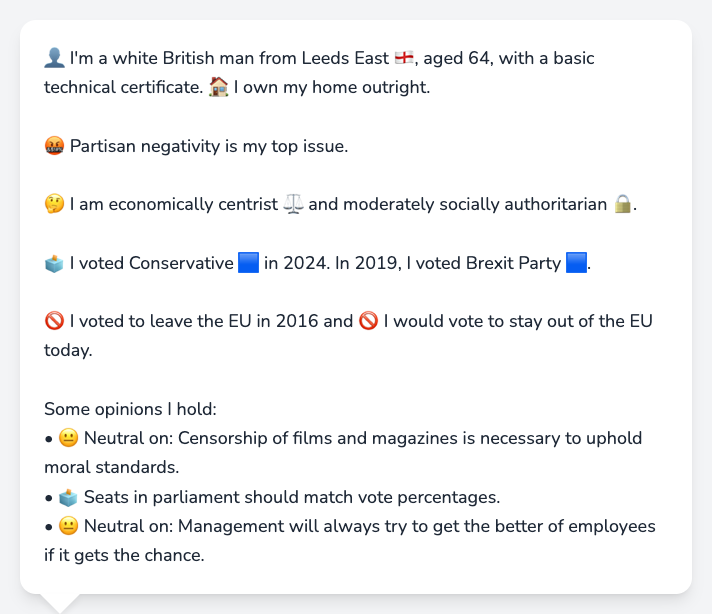 👤 I'm a white British man from Leeds East 🏴󠁧󠁢󠁥󠁮󠁧󠁿, aged 64, with a basic
technical certificate. 🏠 I own my home outright.
🤬 Partisan negativity is my top issue.
🤔 I am economically centrist ⚖️ and moderately socially authoritarian 🔒.
🗳️ I voted Conservative 🟦 in 2024. In 2019, I voted Brexit Party 🟦.
🚫 I voted to leave the EU in 2016 and 🚫 I would vote to stay out of the EU
today.
Some opinions I hold:
• 😐 Neutral on: Censorship of films and magazines is necessary to uphold
moral standards.
• 🗳️ Seats in parliament should match vote percentages.
• 😐 Neutral on: Management will always try to get the better of employees
if it gets the chance.